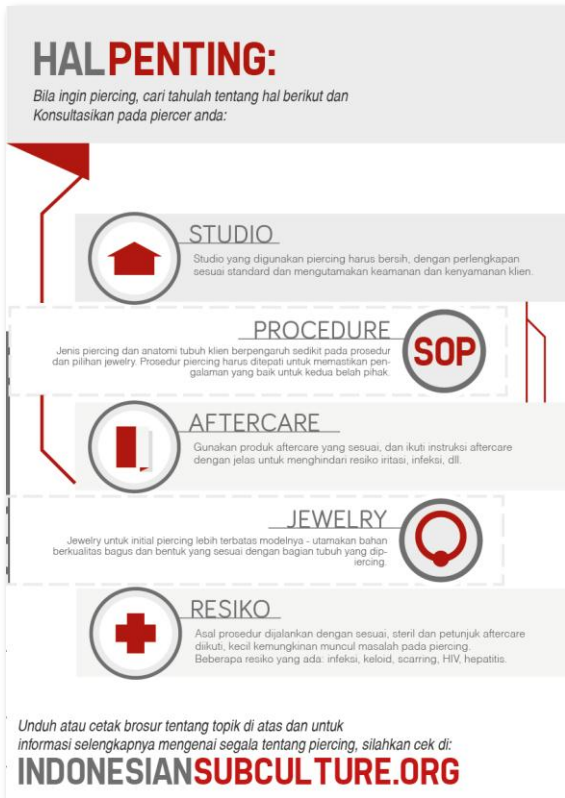 HALPENTING:
Bila ingin piercing, cari tahulah tentang hal berikut dan
Konsultasikan pada piercer anda:
STUDIO
Studio yang digunakan piercing harus bersih, dengan perlengkapan
sesuai standard dan mengutamakan keamanan dan kenyamanan klien.
PROCEDURE
Jenis piercing dan anatomi tubuh klien berpengaruh sedikit pada prosedur
dan pilihan jewelry. Prosedur piercing harus ditepati untuk memastikan pen-
galaman yang baik untuk kedua belah pihak.
SOP
AFTERCARE
Gunakan produk aftercare yang sesuai, dan ikuti instruksi aftercare
dengan jelas untuk menghindari resiko iritasi, infeksi, dll.
JEWELRY
Jewelry untuk initial piercing lebih terbatas modelnya - utamakan bahan
berkualitas bagus dan bentuk yang sesuai dengan bagian tubuh yang dip-
iercing.
RESIKO
Asal prosedur dijalankan dengan sesuai, steril dan petunjuk aftercare
diikuti, kecil kemungkinan muncul masalah pada piercing.
Beberapa resiko yang ada: infeksi, keloid, scarring, HIV, hepatitis.
Unduh atau cetak brosur tentang topik di atas dan untuk
informasi selengkapnya mengenai segala tentang piercing, silahkan cek di:
INDONESIANSUBCULTURE.ORG